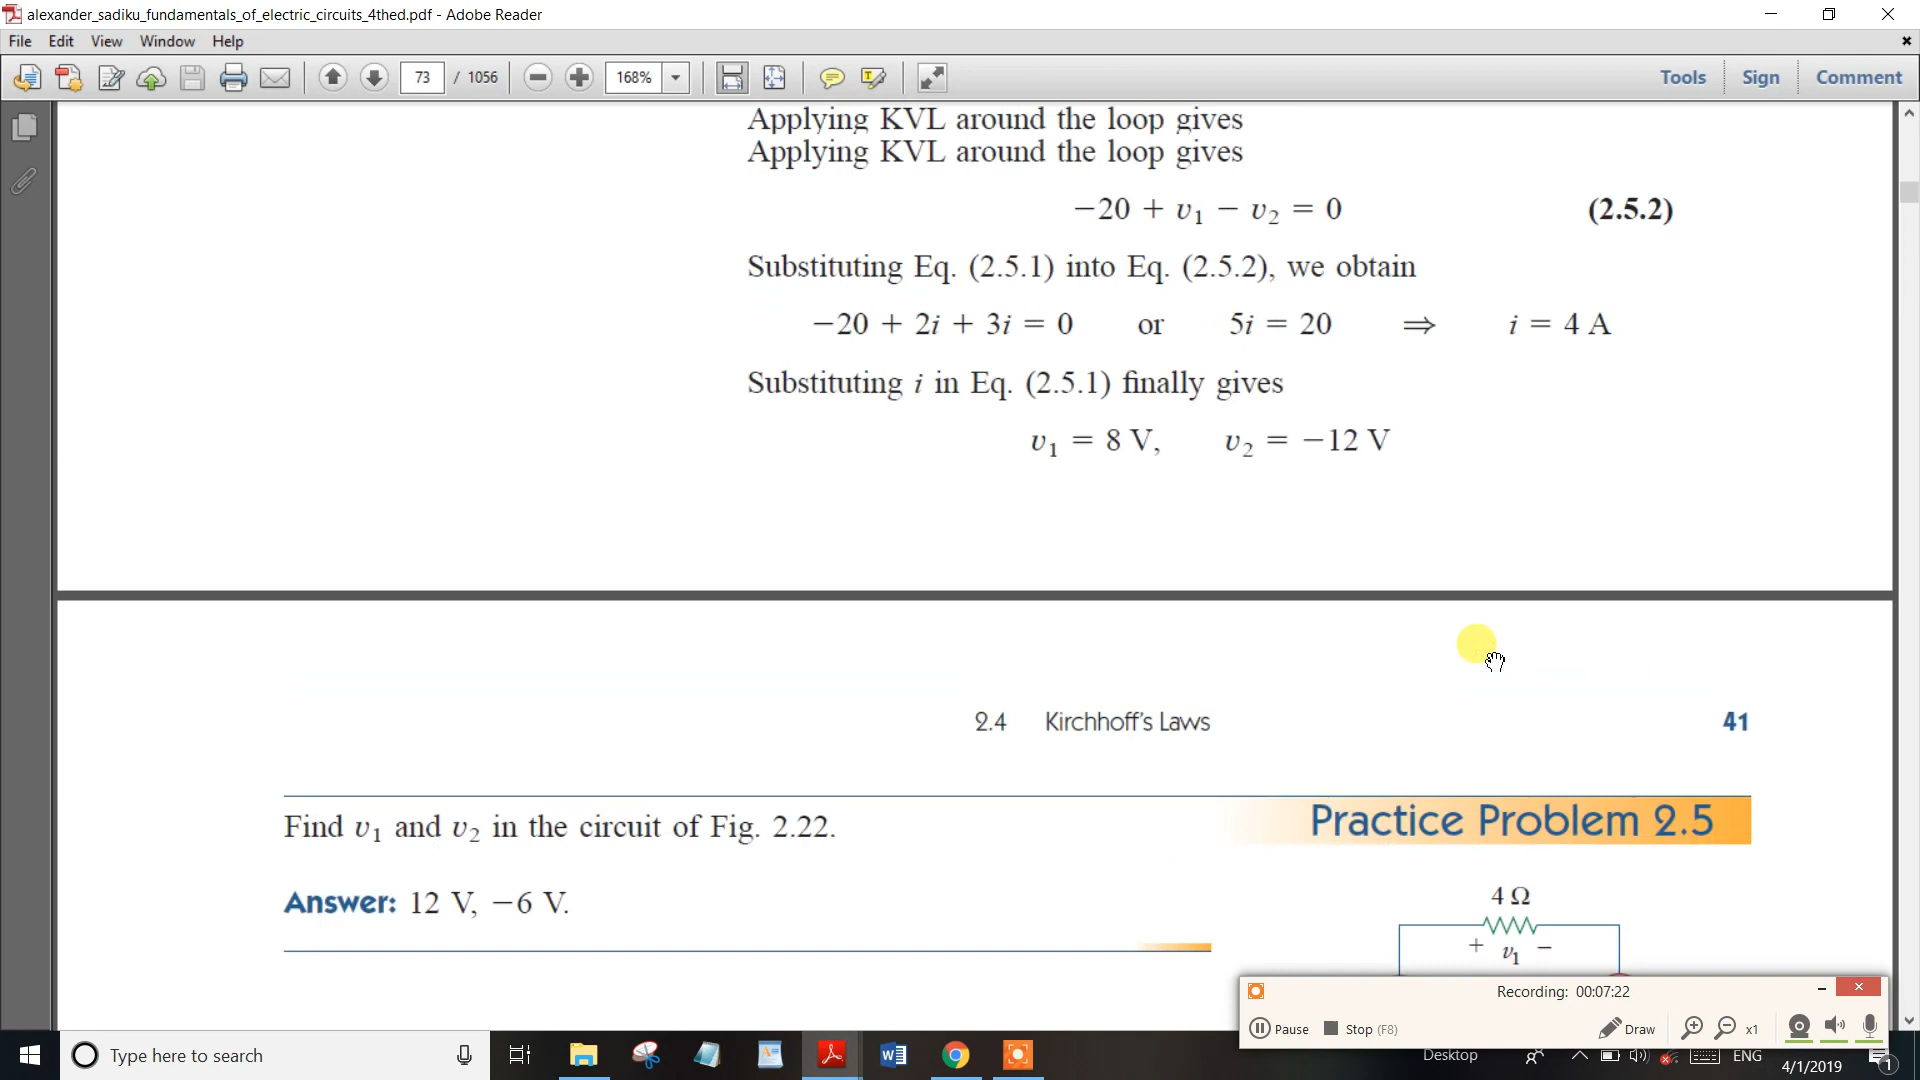 alexander_sadiku_fundamentals_of_electric_circuits_4thed.pdf - Adobe Reader
File Edit View Window Help
73 / 1056 168% Tools Sign Comment
Applying KVL around the loop gives
Applying KVL around the loop gives
−20 + v₁ − v₂ = 0 (2.5.2)
Substituting Eq. (2.5.1) into Eq. (2.5.2), we obtain
−20 + 2i + 3i = 0 or 5i = 20 ⇒ i = 4 A
Substituting i in Eq. (2.5.1) finally gives
v₁ = 8 V, v₂ = −12 V
2.4 Kirchhoff's Laws 41
Practice Problem 2.5
Find v₁ and v₂ in the circuit of Fig. 2.22.
Answer: 12 V, −6 V.
4 Ω
+ v₁ −
Recording: 00:07:22
Pause Stop (F8) Draw x1
Type here to search
Desktop ENG
4/1/2019 1